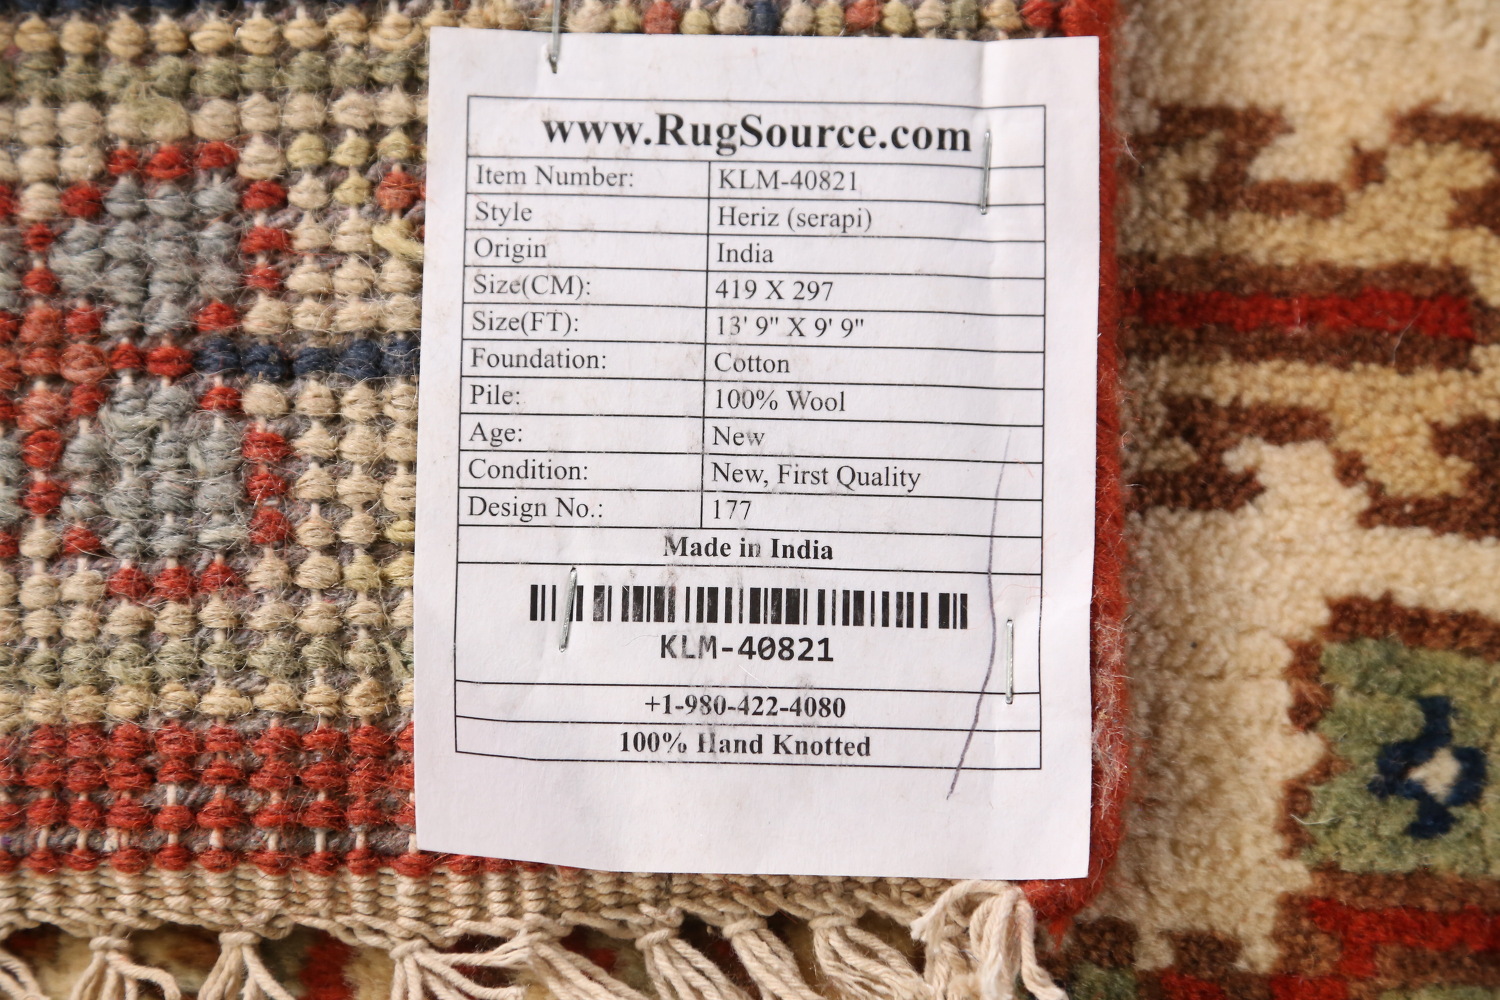 www.RugSource.com
Item Number: KLM-40821
Style Heriz (serapi)
Origin India
Size(CM): 419 X 297
Size(FT): 13' 9" X 9' 9"
Foundation: Cotton
Pile: 100% Wool
Age: New
Condition: New, First Quality
Design No.: 177
Made in India
KLM-40821
+1-980-422-4080
100% Hand Knotted